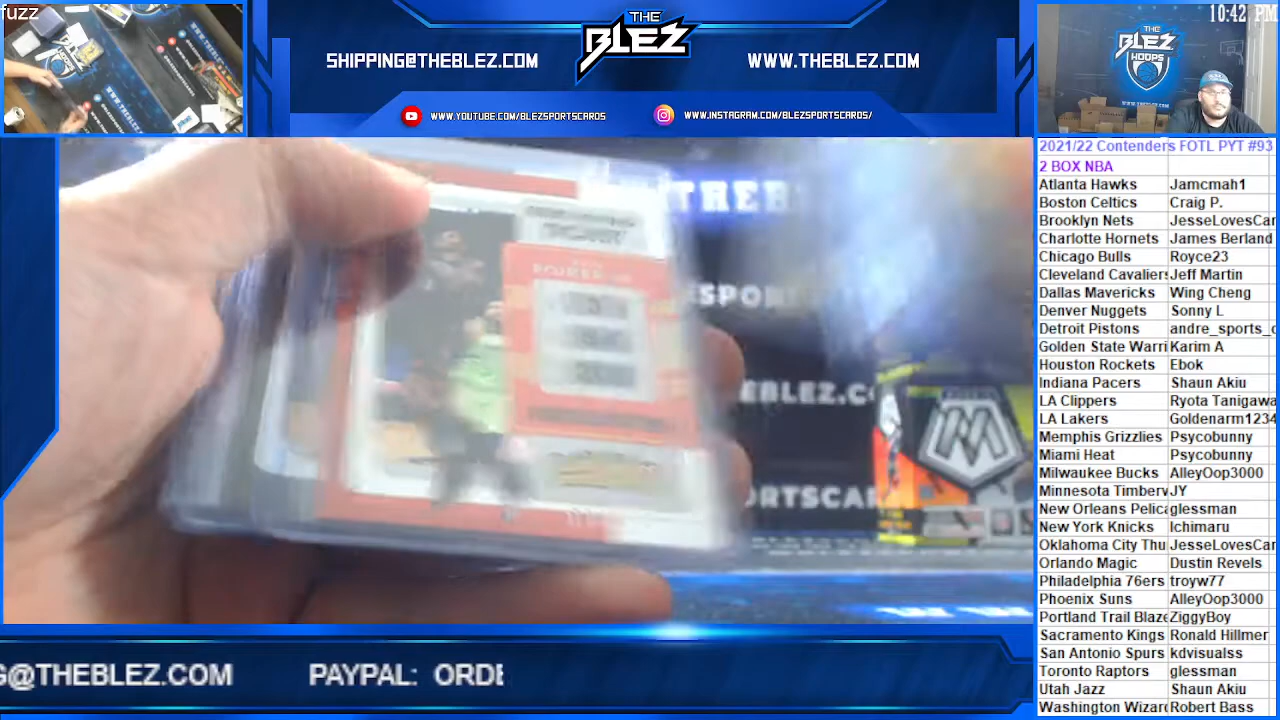 fuzz
THE
BLEZ
SHIPPING@THEBLEZ.COM
WWW.THEBLEZ.COM
WWW.YOUTUBE.COM/BLEZSPORTSCARDS
WWW.INSTAGRAM.COM/BLEZSPORTSCARDS/
10:42 PM
THE
BLEZ
HOOPS
2021/22 Contenders FOTL PYT #93
2 BOX NBA
Atlanta Hawks Jamcmah1
Boston Celtics Craig P.
Brooklyn Nets JesseLovesCar
Charlotte Hornets James Berland
Chicago Bulls Royce23
Cleveland Cavaliers Jeff Martin
Dallas Mavericks Wing Cheng
Denver Nuggets Sonny L
Detroit Pistons andre_sports_c
Golden State Warri Karim A
Houston Rockets Ebok
Indiana Pacers Shaun Akiu
LA Clippers Ryota Tanigawa
LA Lakers Goldenarm1234
Memphis Grizzlies Psycobunny
Miami Heat Psycobunny
Milwaukee Bucks AlleyOop3000
Minnesota Timberv JY
New Orleans Pelica glessman
New York Knicks Ichimaru
Oklahoma City Thu JesseLovesCar
Orlando Magic Dustin Revels
Philadelphia 76ers troyw77
Phoenix Suns AlleyOop3000
Portland Trail Blaze ZiggyBoy
Sacramento Kings Ronald Hillmer
San Antonio Spurs kdvisualss
Toronto Raptors glessman
Utah Jazz Shaun Akiu
Washington Wizard Robert Bass
TREB
ESPOR
EBLEZ.C
ORTSCAR
G@THEBLEZ.COM PAYPAL: ORDE